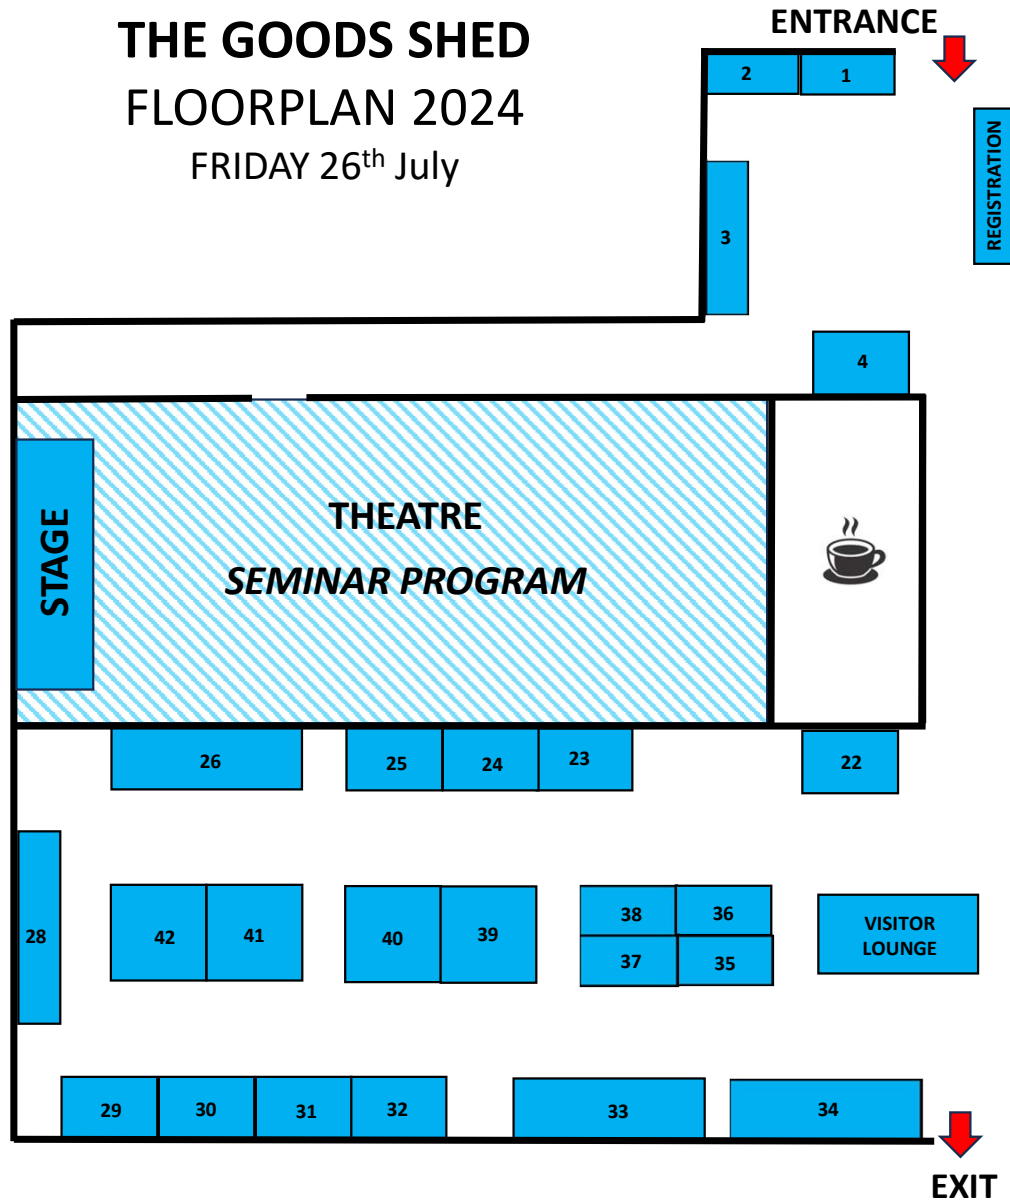 THE GOODS SHED
FLOORPLAN 2024
FRIDAY 26th July
ENTRANCE
2
1
REGISTRATION
3
4
STAGE
THEATRE
SEMINAR PROGRAM
26
25
24
23
22
28
42
41
40
39
38
36
37
35
VISITOR
LOUNGE
29
30
31
32
33
34
EXIT